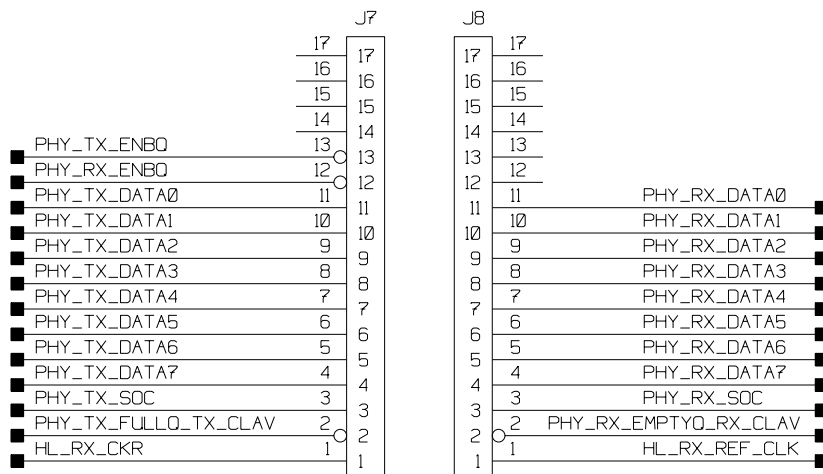 J7 J8
17 17 17 17
16 16 16 16
15 15 15 15
14 14 14 14
PHY_TX_ENBQ 13 13 13 13
PHY_RX_ENBQ 12 12 12 12
PHY_TX_DATA0 11 11 11 11 PHY_RX_DATA0
PHY_TX_DATA1 10 10 10 10 PHY_RX_DATA1
PHY_TX_DATA2 9 9 9 9 PHY_RX_DATA2
PHY_TX_DATA3 8 8 8 8 PHY_RX_DATA3
PHY_TX_DATA4 7 7 7 7 PHY_RX_DATA4
PHY_TX_DATA5 6 6 6 6 PHY_RX_DATA5
PHY_TX_DATA6 5 5 5 5 PHY_RX_DATA6
PHY_TX_DATA7 4 4 4 4 PHY_RX_DATA7
PHY_TX_SOC 3 3 3 3 PHY_RX_SOC
PHY_TX_FULLQ_TX_CLAV 2 2 2 2 PHY_RX_EMPTYQ_RX_CLAV
HL_RX_CKR 1 1 1 1 HL_RX_REF_CLK